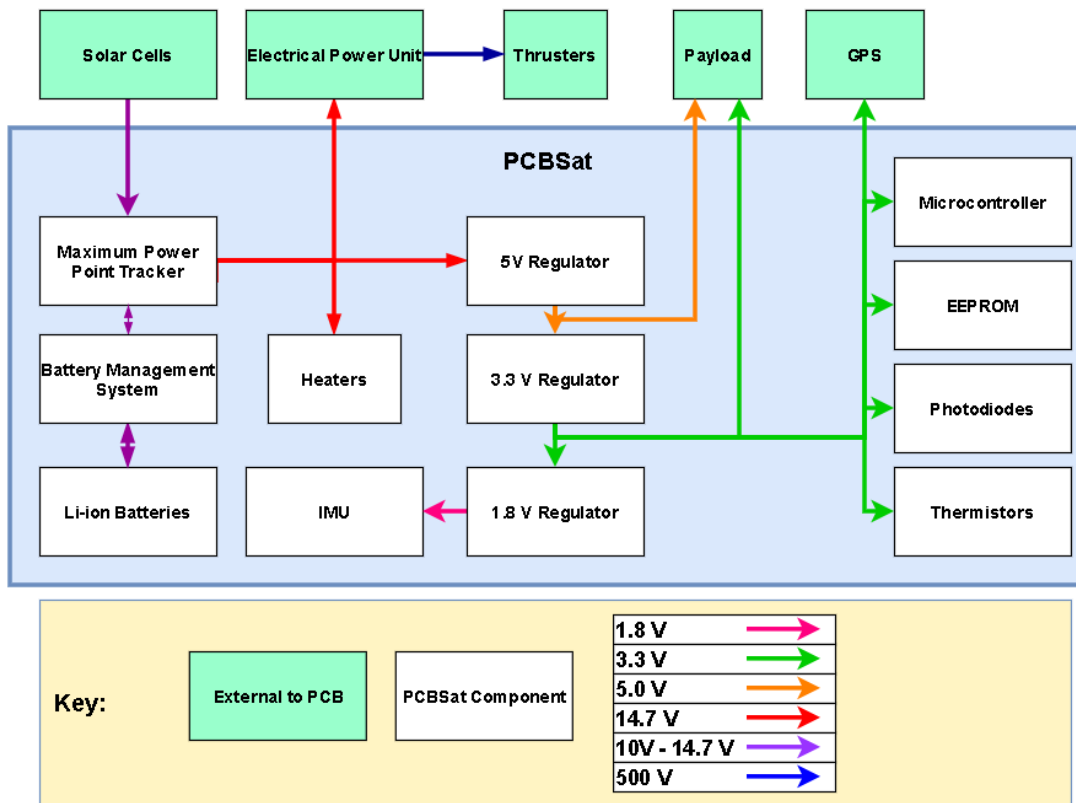 Solar Cells
Electrical Power Unit
Thrusters
Payload
GPS
PCBSat
Microcontroller
Maximum Power
Point Tracker
5V Regulator
EEPROM
Battery Management
System
Heaters
3.3 V Regulator
Photodiodes
Li-ion Batteries
IMU
1.8 V Regulator
Thermistors
Key:
External to PCB
PCBSat Component
1.8 V
3.3 V
5.0 V
14.7 V
10V - 14.7 V
500 V